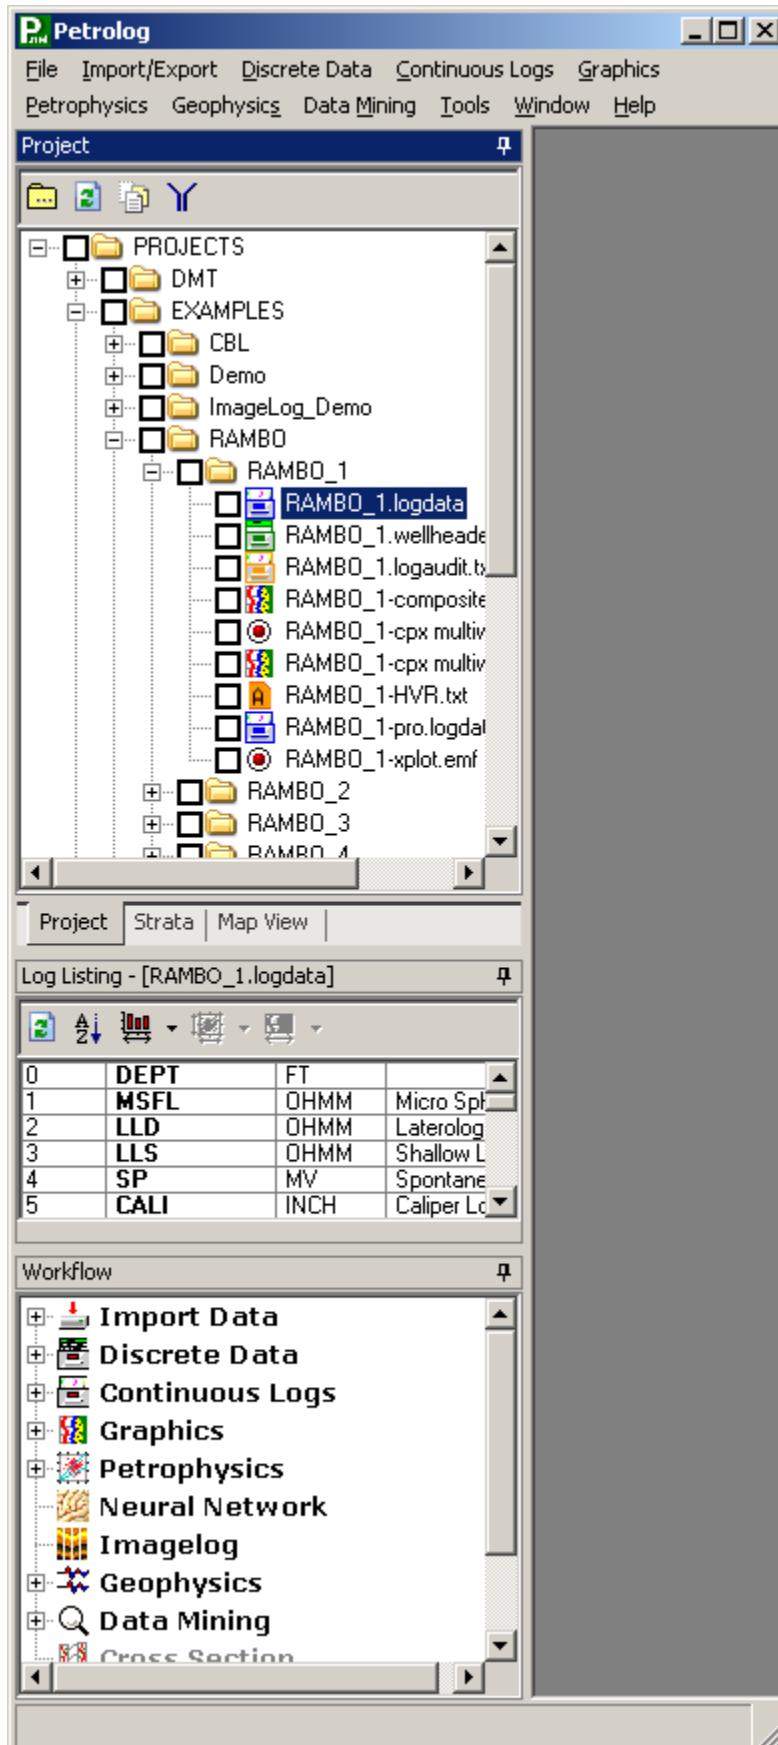 Petrolog
File Import/Export Discrete Data Continuous Logs Graphics
Petrophysics Geophysics Data Mining Tools Window Help
Project
PROJECTS
DMT
EXAMPLES
CBL
Demo
ImageLog_Demo
RAMBO
RAMBO_1
RAMBO_1.logdata
RAMBO_1.wellheade
RAMBO_1.logaudit.tx
RAMBO_1-composite
RAMBO_1-cpx multiw
RAMBO_1-cpx multiw
RAMBO_1-HVR.txt
RAMBO_1-pro.logdat
RAMBO_1-xplot.emf
RAMBO_2
RAMBO_3
RAMBO_4
Project Strata Map View
Log Listing - [RAMBO_1.logdata]
0 DEPT FT
1 MSFL OHMM Micro Sph
2 LLD OHMM Laterolog
3 LLS OHMM Shallow L
4 SP MV Spontane
5 CALI INCH Caliper Lo
Workflow
Import Data
Discrete Data
Continuous Logs
Graphics
Petrophysics
Neural Network
Imagelog
Geophysics
Data Mining
Cross Section